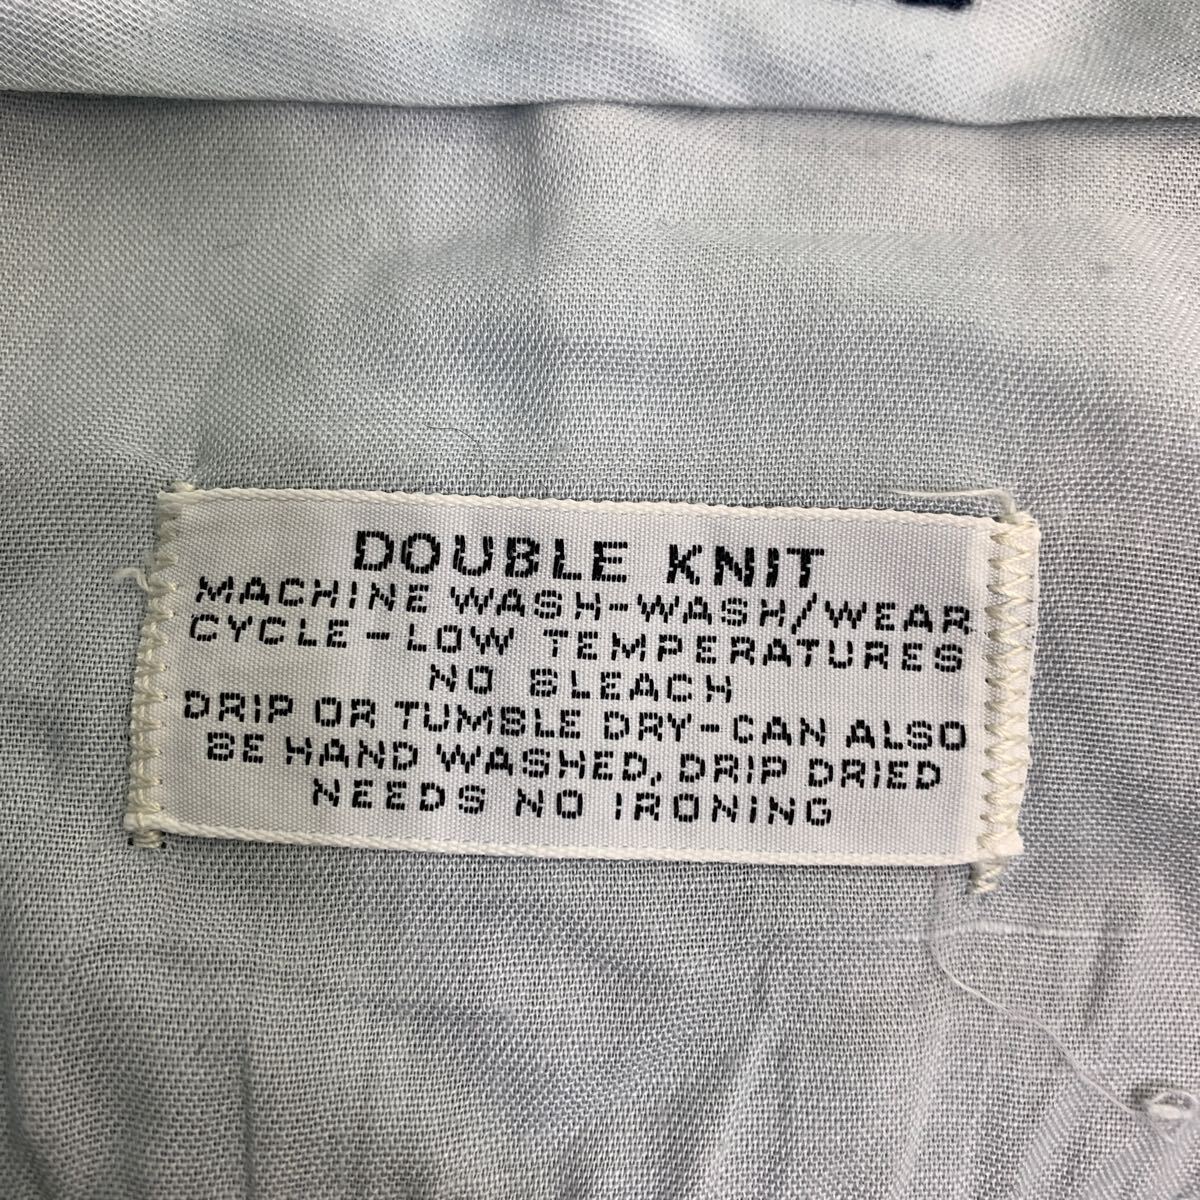 DOUBLE KNIT
MACHINE WASH-WASH/WEAR
CYCLE-LOW TEMPERATURES
NO BLEACH
DRIP OR TUMBLE DRY-CAN ALSO
BE HAND WASHED, DRIP DRIED
NEEDS NO IRONING